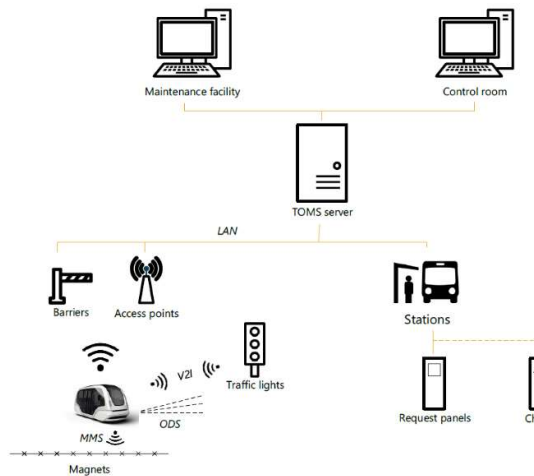 Maintenance facility
Control room
TOMS server
LAN
Barriers
Access points
Stations
V2I
Traffic lights
ODS
MMS
Magnets
Request panels